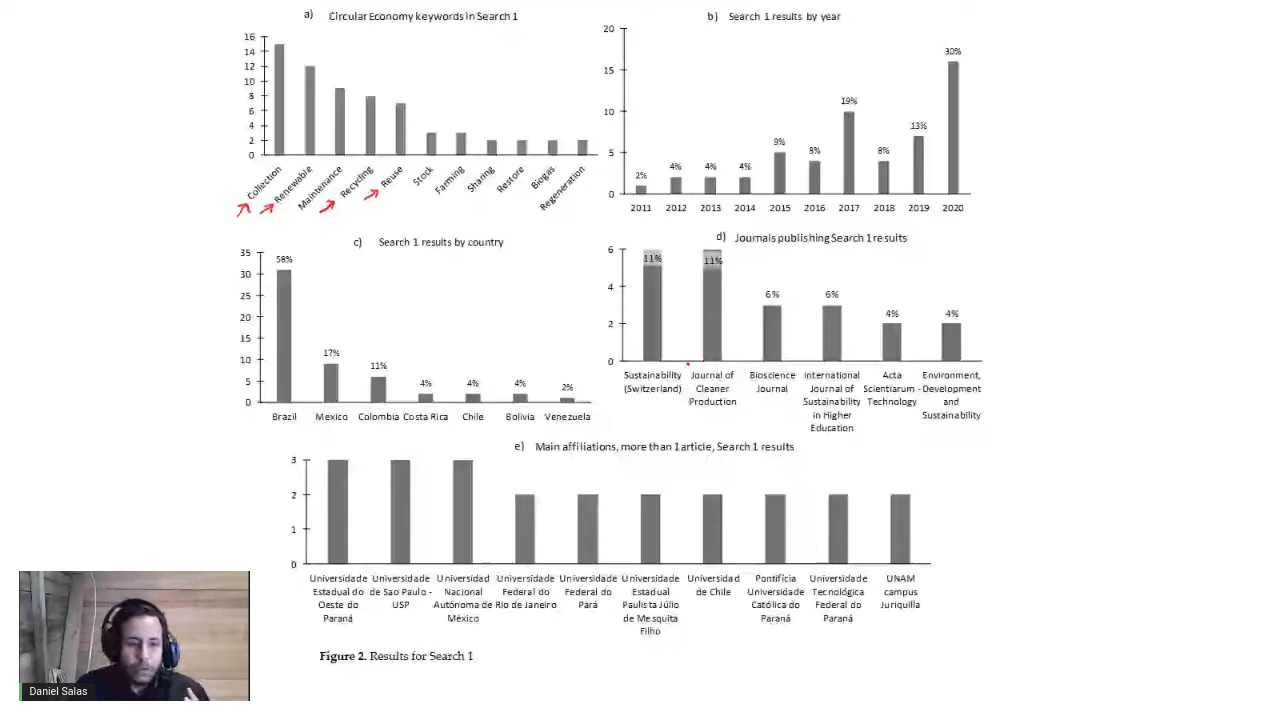 a) Circular Economy keywords in Search 1
16
14
12
10
8
6
4
2
0
Collection
Renewable
Maintenance
Recycling
Reuse
Stock
Farming
Sharing
Restore
Biogas
Regeneration
b) Search 1 results by year
20
15
10
5
0
2% 4% 4% 4% 9% 8% 19% 8% 13% 30%
2011 2012 2013 2014 2015 2016 2017 2018 2019 2020
c) Search 1 results by country
35
30
25
20
15
10
5
0
58% 17% 11% 4% 4% 4% 2%
Brazil Mexico Colombia Costa Rica Chile Bolivia Venezuela
d) Journals publishing Search 1 results
6
4
2
0
11% 11% 6% 6% 4% 4%
Sustainability
(Switzerland)
Journal of
Cleaner
Production
Bioscience
Journal
International
Journal of
Sustainability
in Higher
Education
Acta
Scientiarum -
Technology
Environment,
Development
and
Sustainability
e) Main affiliations, more than 1 article, Search 1 results
3
2
1
0
Universidade
Estadual do
Oeste do
Paraná
Universidade
de Sao Paulo -
USP
Universidad
Nacional
Autónoma de
México
Universidade
Federal do
Rio de Janeiro
Universidade
Federal do
Pará
Universidade
Estadual
Paulista Júlio
de Mesquita
Filho
Universidad
de Chile
Pontifícia
Universidade
Católica do
Paraná
Universidade
Tecnológica
Federal do
Paraná
UNAM
campus
Juriquilla
Figure 2. Results for Search 1
Daniel Salas